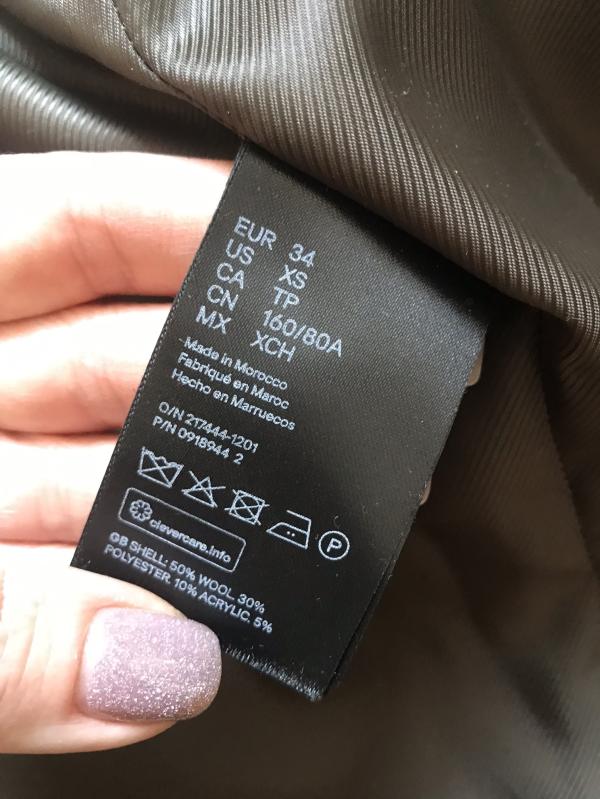 EUR 34
US XS
CA TP
CN 160/80A
MX XCH
Made in Morocco
Fabriqué en Maroc
Hecho en Marruecos
O/N 217444-1201
P/N 0918944 2
P
clevercare.info
GB SHELL: 50% WOOL. 30%
POLYESTER. 10% ACRYLIC. 5%